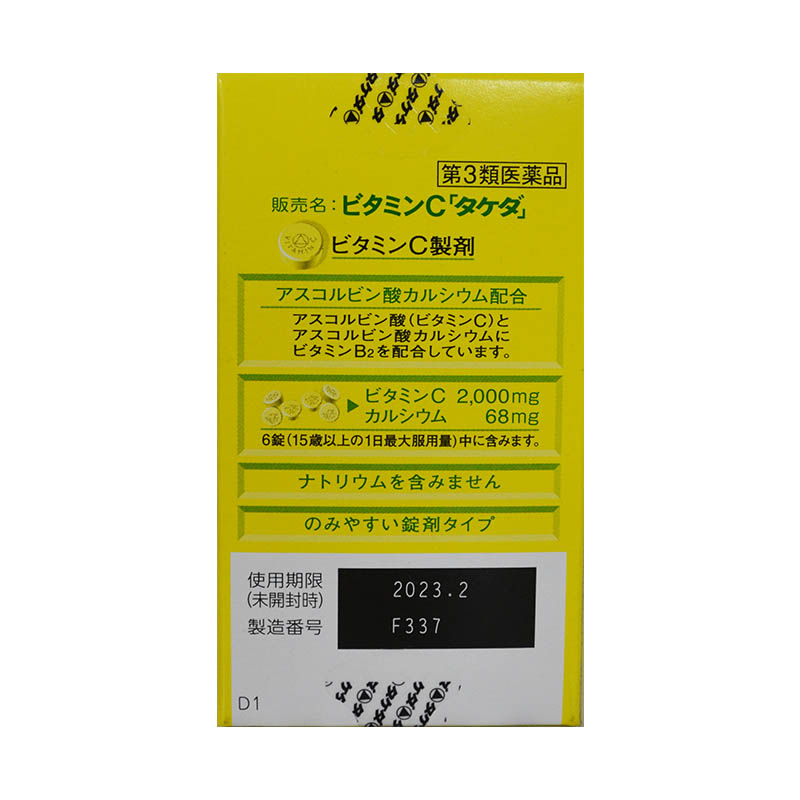 第3類医薬品
販売名：ビタミンC「タケダ」
VITAMIN C
ビタミンC製剤
アスコルビン酸カルシウム配合
アスコルビン酸（ビタミンC）と
アスコルビン酸カルシウムに
ビタミンB2を配合しています。
ビタミンC 2,000mg
カルシウム 68mg
6錠（15歳以上の1日最大服用量）中に含みます。
ナトリウムを含みません
のみやすい錠剤タイプ
使用期限 2023.2
（未開封時）
製造番号 F337
D1